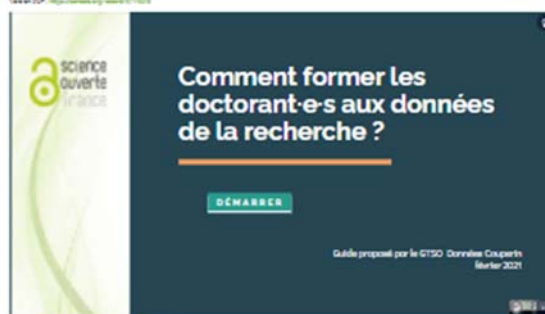 science
ouverte
france
Comment former les
doctorant·e·s aux données
de la recherche ?
DÉMARRER
Guide proposé par le GTSO Données Couperin
février 2021